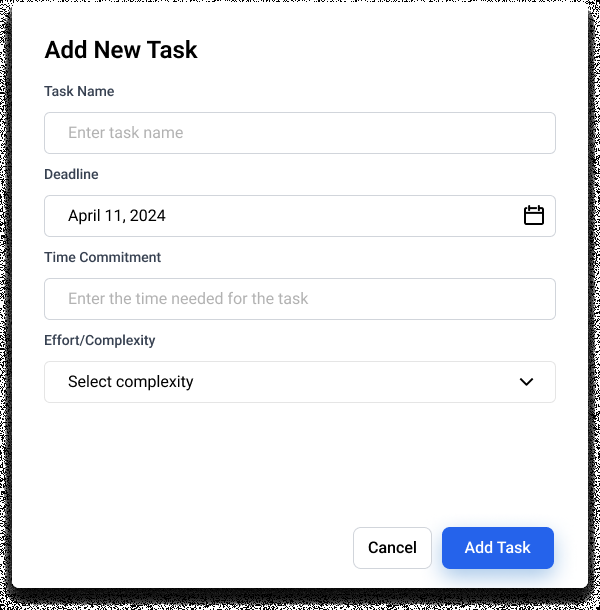 Add New Task
Task Name
Enter task name
Deadline
April 11, 2024
Time Commitment
Enter the time needed for the task
Effort/Complexity
Select complexity
Cancel
Add Task